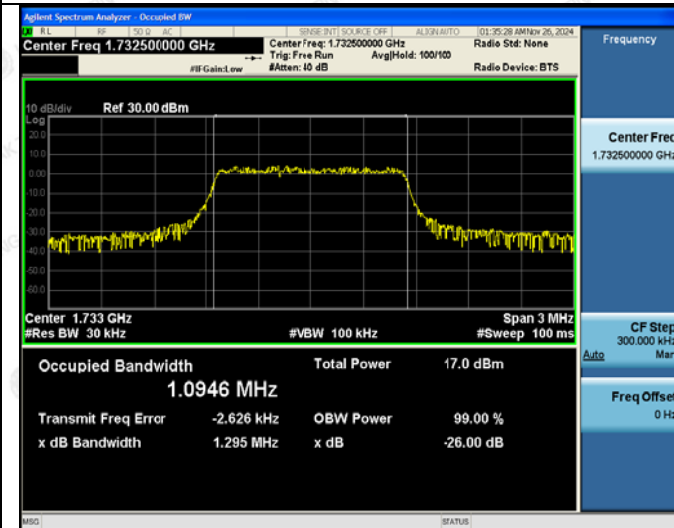 Agilent Spectrum Analyzer - Occupied BW
RL RF 50 Ω AC SENSE:INT SOURCE OFF ALIGNAUTO 01:35:28 AM Nov 26, 2024
Center Freq 1.732500000 GHz
Center Freq: 1.732500000 GHz
Radio Std: None
Trig: Free Run Avg|Hold: 100/100
#IFGain:Low #Atten: 40 dB Radio Device: BTS
10 dB/div Ref 30.00 dBm
Log
20.0
10.0
0.00
-10.0
-20.0
-30.0
-40.0
-50.0
-60.0
Center 1.733 GHz Span 3 MHz
#Res BW 30 kHz #VBW 100 kHz #Sweep 100 ms
Occupied Bandwidth Total Power 17.0 dBm
1.0946 MHz
Transmit Freq Error -2.626 kHz OBW Power 99.00 %
x dB Bandwidth 1.295 MHz x dB -26.00 dB
MSG STATUS
Frequency
Center Freq
1.732500000 GHz
CF Step
300.000 kHz
Auto Man
Freq Offset
0 Hz